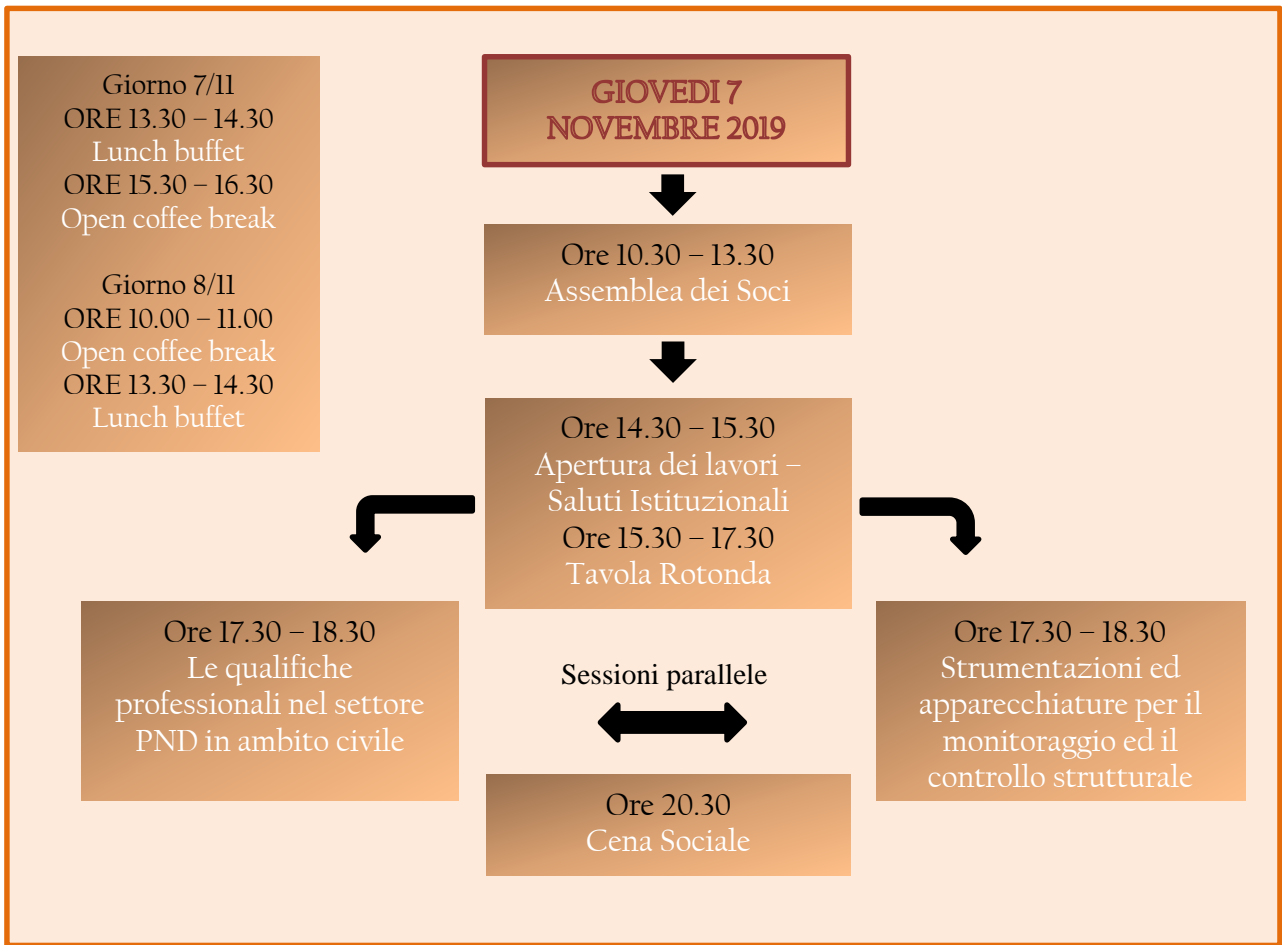 Giorno 7/11
ORE 13.30 – 14.30
Lunch buffet
ORE 15.30 – 16.30
Open coffee break
Giorno 8/11
ORE 10.00 – 11.00
Open coffee break
ORE 13.30 – 14.30
Lunch buffet
GIOVEDI 7
NOVEMBRE 2019
Ore 10.30 – 13.30
Assemblea dei Soci
Ore 14.30 – 15.30
Apertura dei lavori –
Saluti Istituzionali
Ore 15.30 – 17.30
Tavola Rotonda
Ore 17.30 – 18.30
Le qualifiche
professionali nel settore
PND in ambito civile
Sessioni parallele
Ore 17.30 – 18.30
Strumentazioni ed
apparecchiature per il
monitoraggio ed il
controllo strutturale
Ore 20.30
Cena Sociale